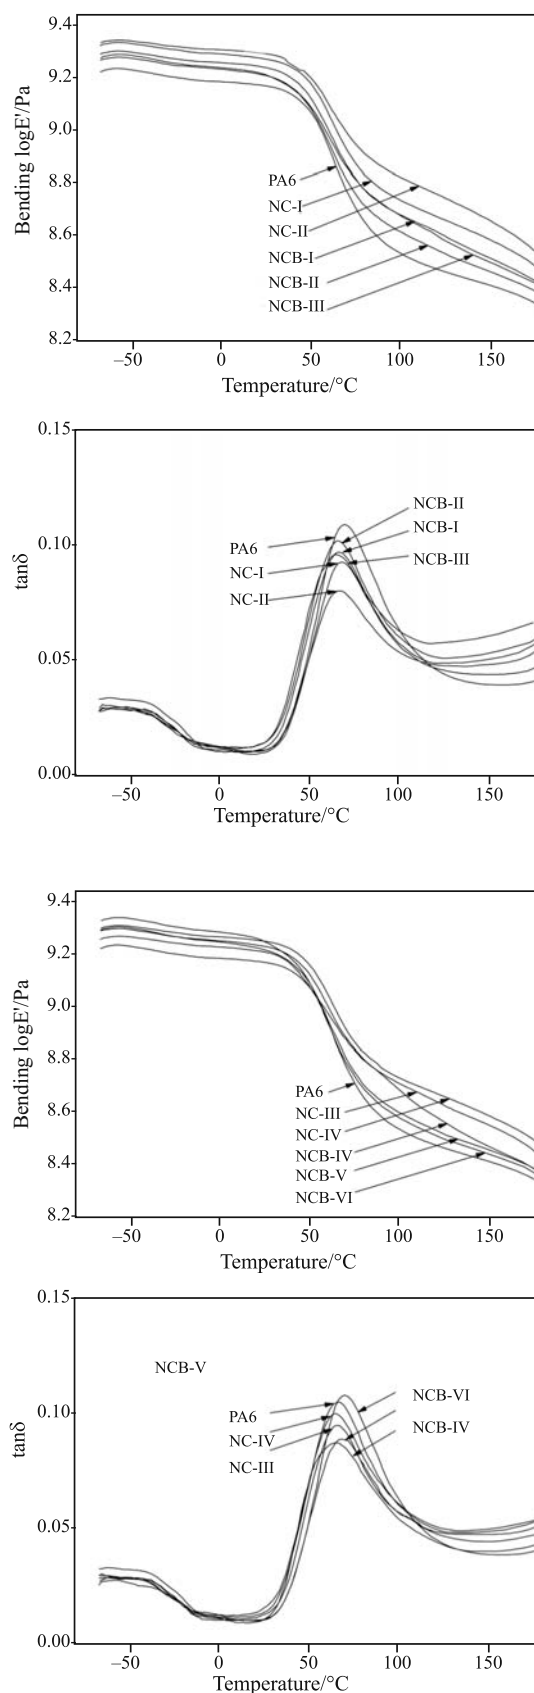 9.4
9.2
9.0
8.8
8.6
8.4
8.2
Bending logE'/Pa
PA6
NC-I
NC-II
NCB-I
NCB-II
NCB-III
–50 0 50 100 150
Temperature/°C
0.15
0.10
0.05
0.00
tanδ
NCB-II
NCB-I
NCB-III
PA6
NC-I
NC-II
–50 0 50 100 150
Temperature/°C
9.4
9.2
9.0
8.8
8.6
8.4
8.2
Bending logE'/Pa
PA6
NC-III
NC-IV
NCB-IV
NCB-V
NCB-VI
–50 0 50 100 150
Temperature/°C
0.15
0.10
0.05
0.00
tanδ
NCB-V
NCB-VI
NCB-IV
PA6
NC-IV
NC-III
–50 0 50 100 150
Temperature/°C